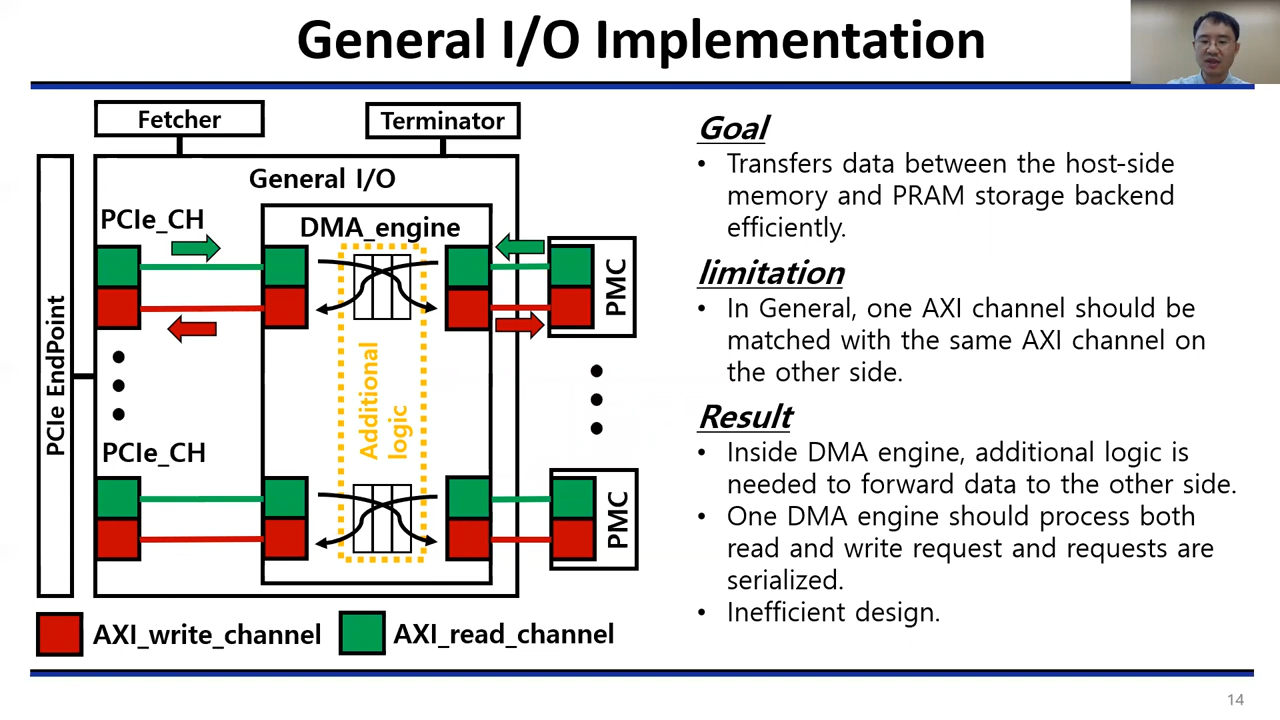 General I/O Implementation
Fetcher
Terminator
General I/O
PCIe_CH
DMA_engine
PMC
PCIe EndPoint
Additional
logic
PCIe_CH
PMC
AXI_write_channel
AXI_read_channel
Goal
• Transfers data between the host-side
memory and PRAM storage backend
efficiently.
limitation
• In General, one AXI channel should be
matched with the same AXI channel on
the other side.
Result
• Inside DMA engine, additional logic is
needed to forward data to the other side.
• One DMA engine should process both
read and write request and requests are
serialized.
• Inefficient design.
14